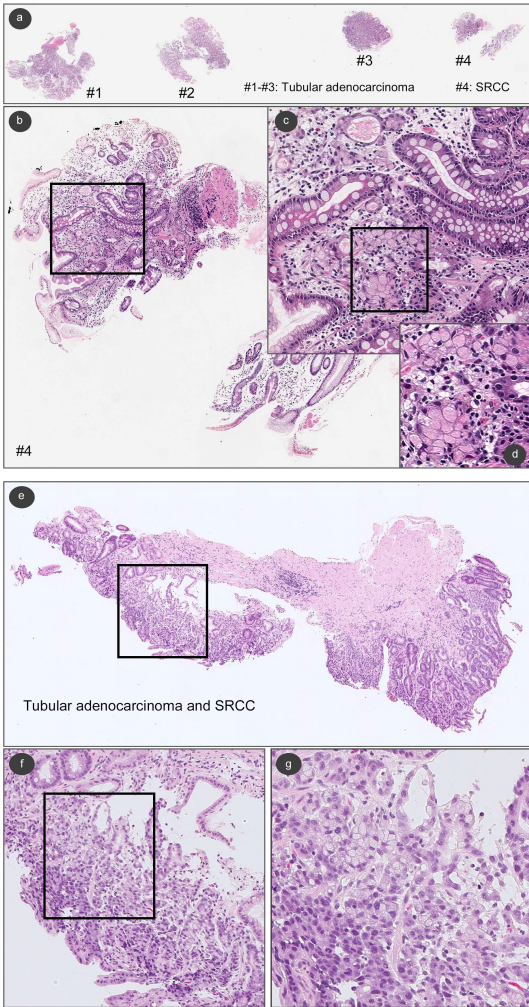 a
#1
#2
#3
#4
#1-#3: Tubular adenocarcinoma
#4: SRCC
b
c
#4
d
e
Tubular adenocarcinoma and SRCC
f
g